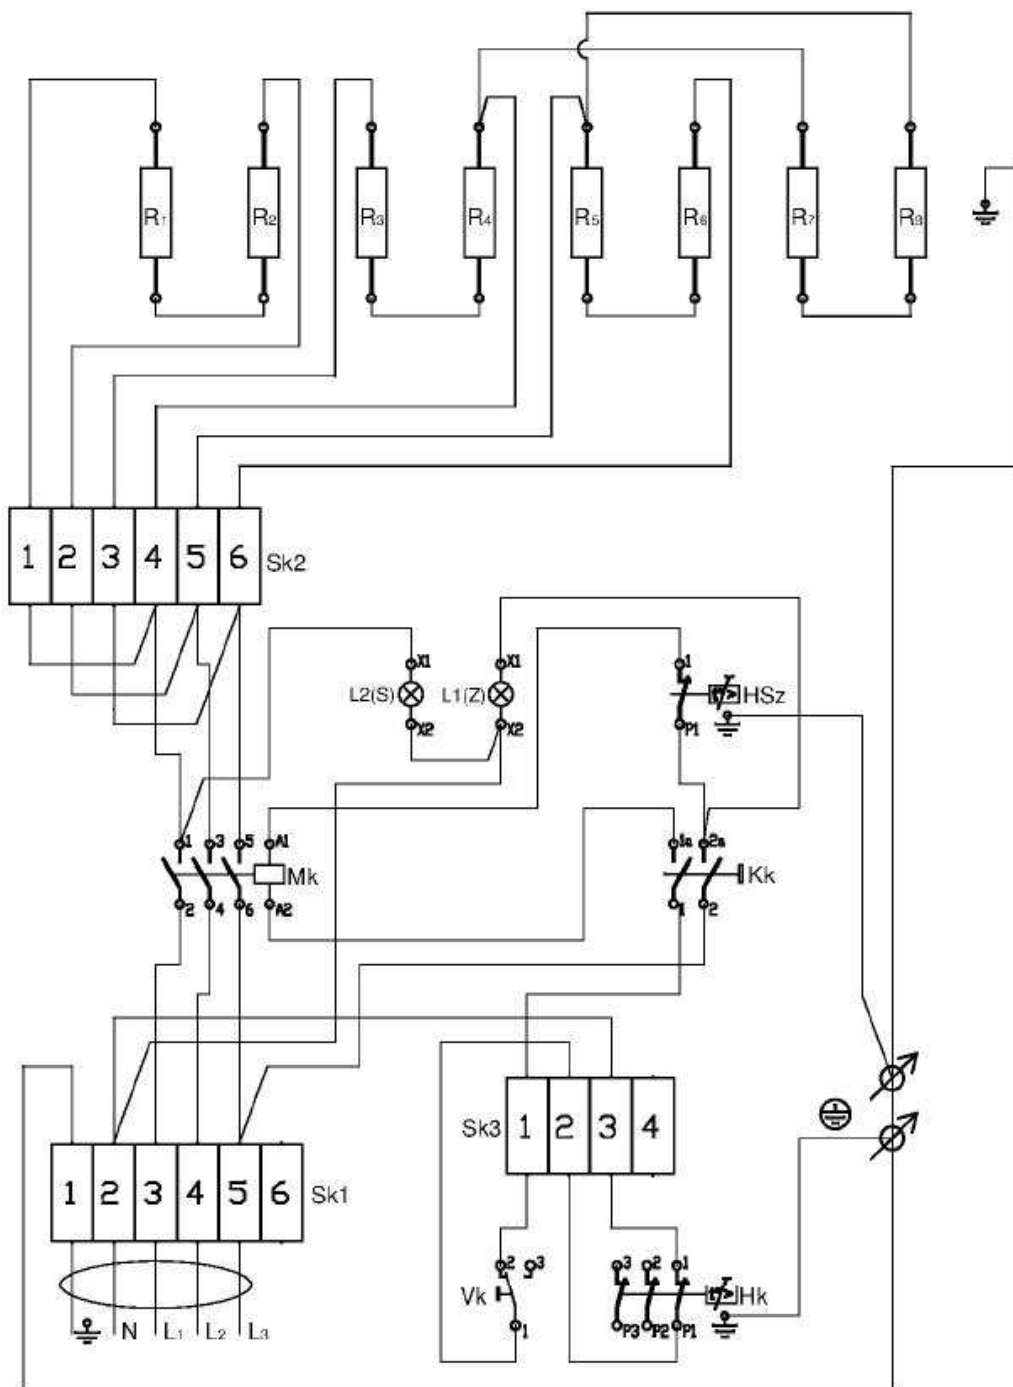 R1 R2 R3 R4 R5 R6 R7 R8
1 2 3 4 5 6 Sk2
X1 X1 1
L2(S) L1(Z) HSz
X2 X2 P1
1 3 5 A1 1a 2a
Mk Kk
2 4 6 A2 1 2
Sk3 1 2 3 4
1 2 3 4 5 6 Sk1
2 3 3 2 1
Vk Hk
N L1 L2 L3 1 P3 P2 P1